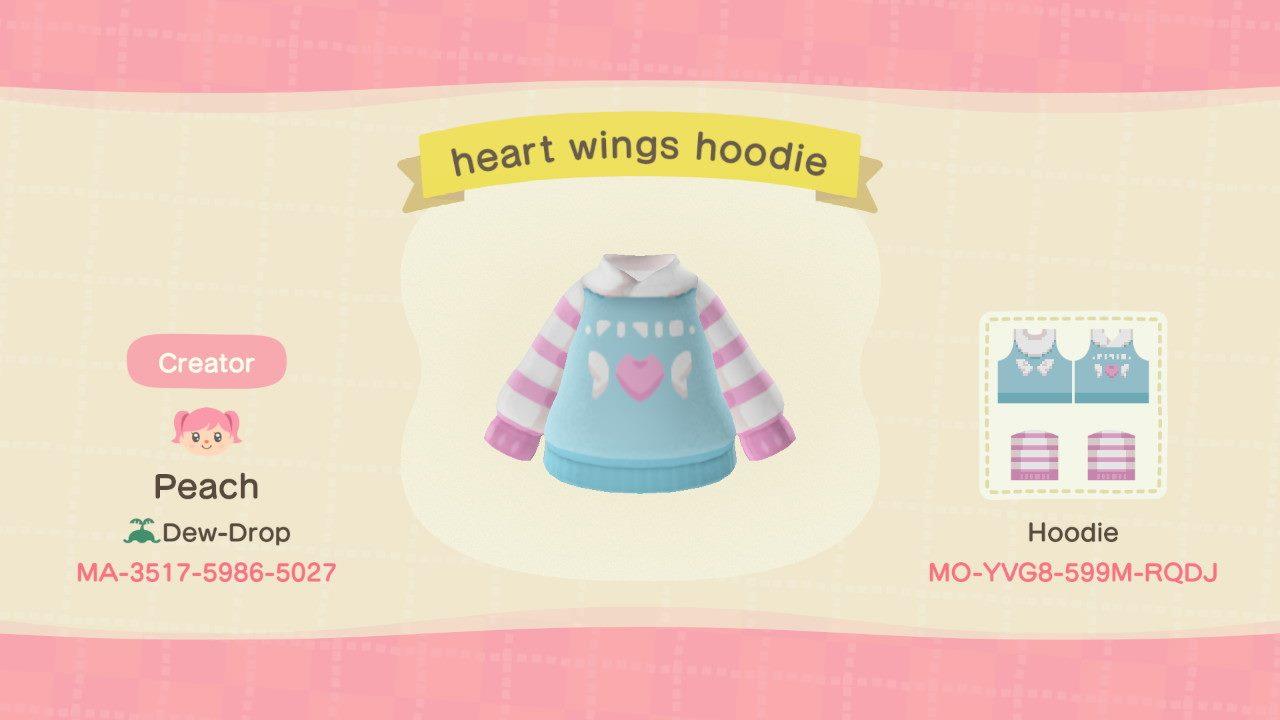 heart wings hoodie
Creator
Peach
Dew-Drop
MA-3517-5986-5027
Hoodie
MO-YVG8-599M-RQDJ